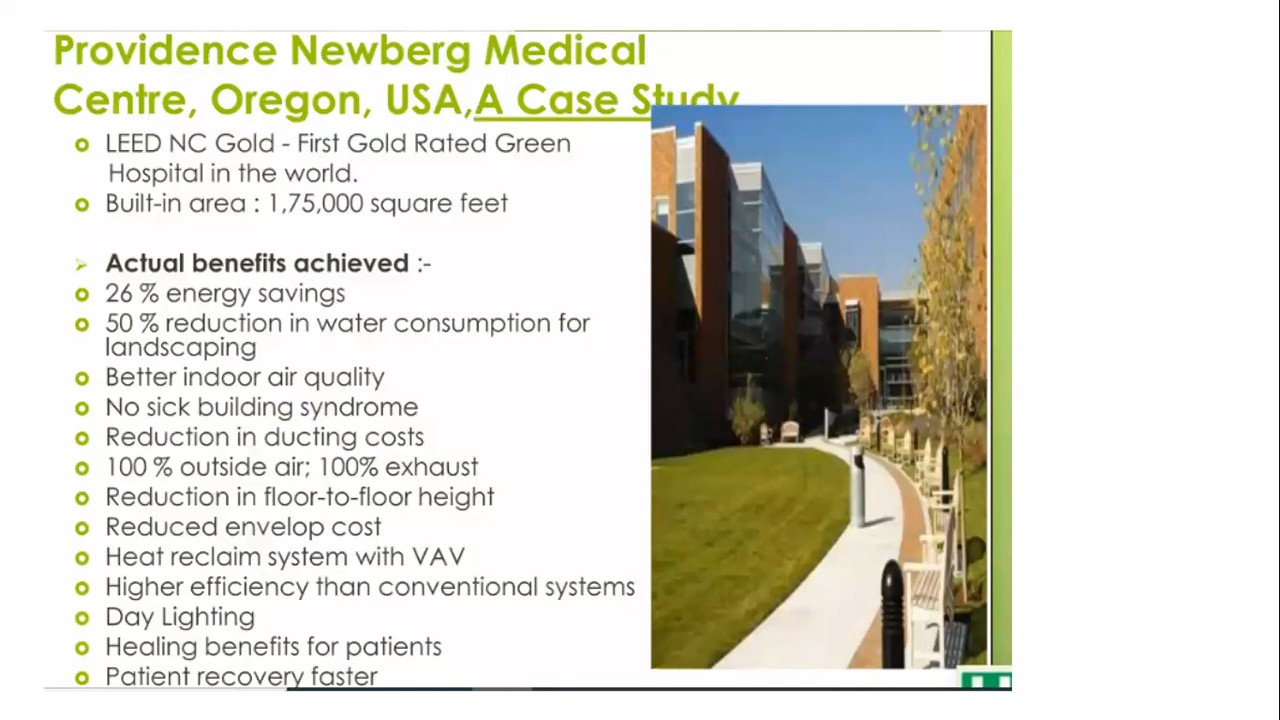 Providence Newberg Medical
Centre, Oregon, USA,A Case Study
LEED NC Gold - First Gold Rated Green
Hospital in the world.
Built-in area : 1,75,000 square feet
Actual benefits achieved :-
26 % energy savings
50 % reduction in water consumption for
landscaping
Better indoor air quality
No sick building syndrome
Reduction in ducting costs
100 % outside air; 100% exhaust
Reduction in floor-to-floor height
Reduced envelop cost
Heat reclaim system with VAV
Higher efficiency than conventional systems
Day Lighting
Healing benefits for patients
Patient recovery faster